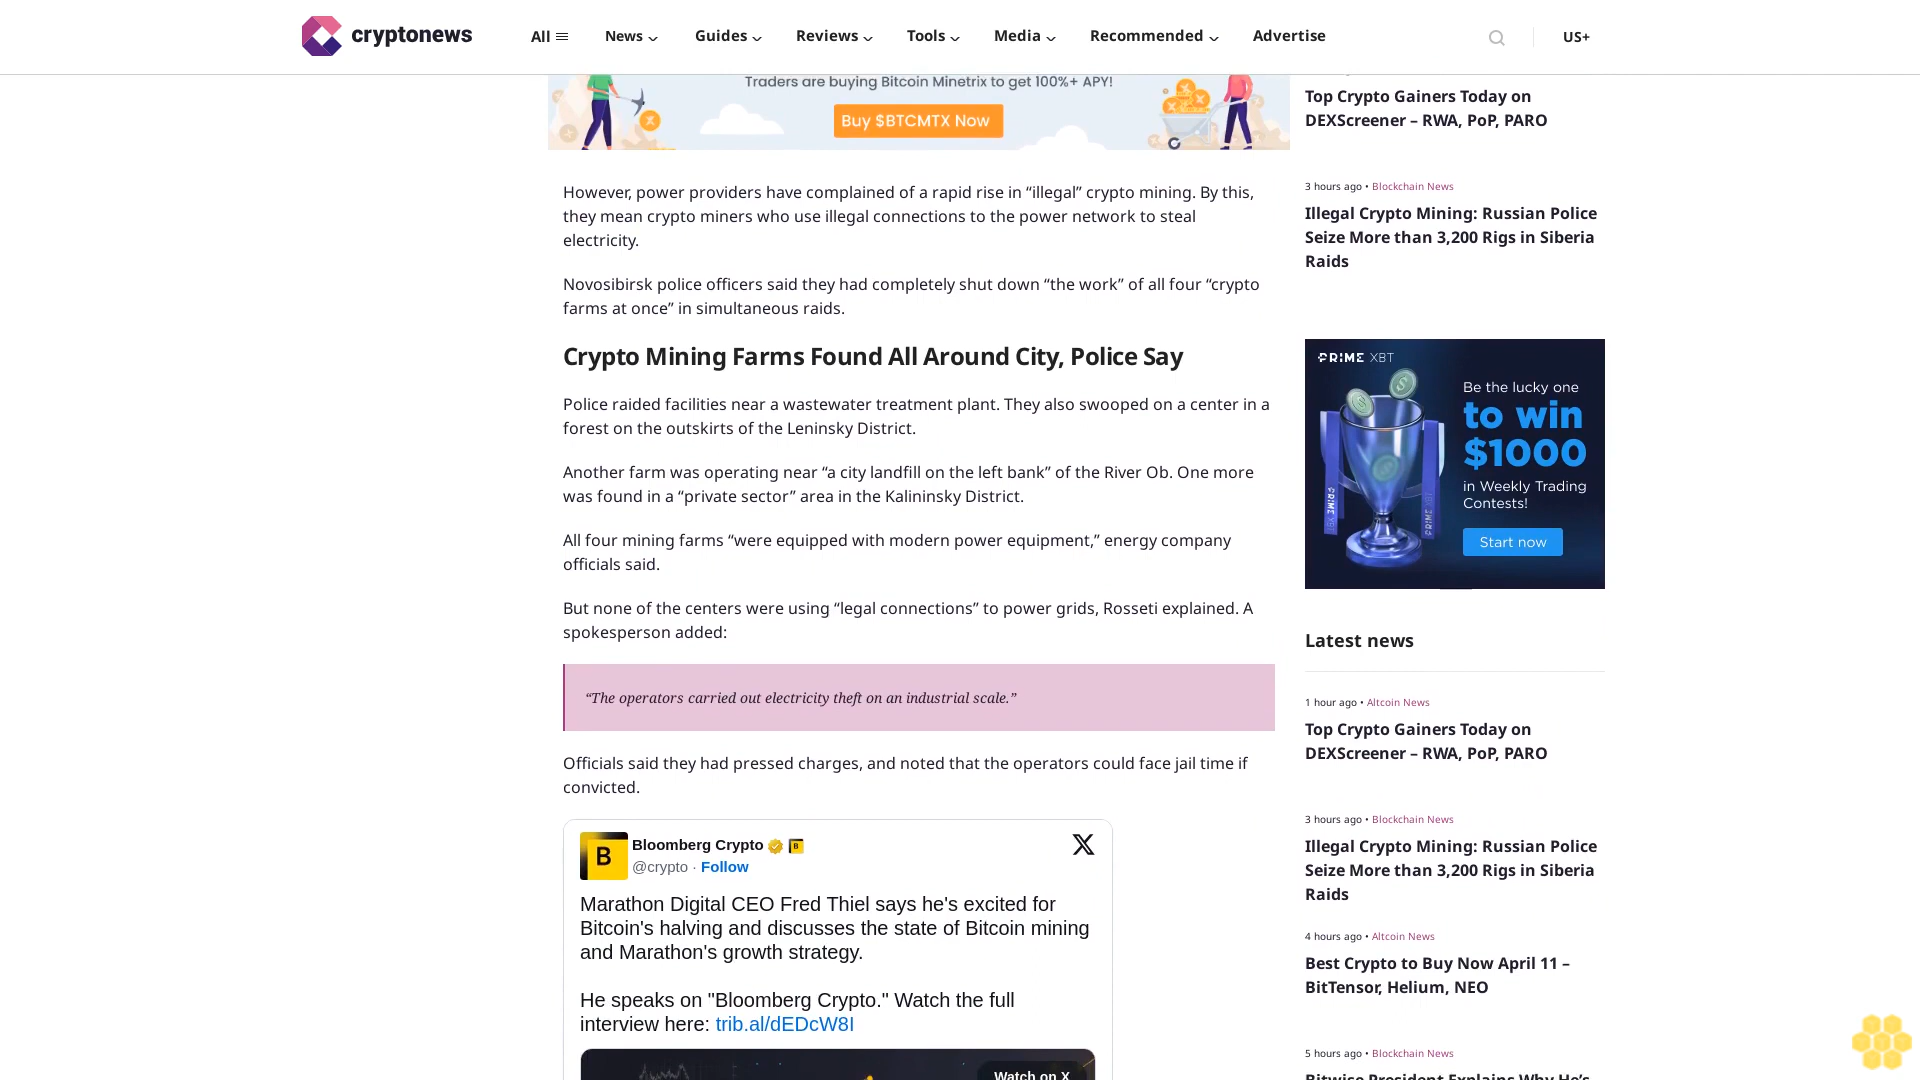 cryptonews
All
News
Guides
Reviews
Tools
Media
Recommended
Advertise
US+
Traders are buying Bitcoin Minetrix to get 100%+ APY!
Buy $BTCMTX Now
However, power providers have complained of a rapid rise in “illegal” crypto mining. By this,
they mean crypto miners who use illegal connections to the power network to steal
electricity.
Novosibirsk police officers said they had completely shut down “the work” of all four “crypto
farms at once” in simultaneous raids.
Crypto Mining Farms Found All Around City, Police Say
Police raided facilities near a wastewater treatment plant. They also swooped on a center in a
forest on the outskirts of the Leninsky District.
Another farm was operating near “a city landfill on the left bank” of the River Ob. One more
was found in a “private sector” area in the Kalininsky District.
All four mining farms “were equipped with modern power equipment,” energy company
officials said.
But none of the centers were using “legal connections” to power grids, Rosseti explained. A
spokesperson added:
“The operators carried out electricity theft on an industrial scale.”
Officials said they had pressed charges, and noted that the operators could face jail time if
convicted.
B
Bloomberg Crypto
@crypto · Follow
Marathon Digital CEO Fred Thiel says he's excited for
Bitcoin's halving and discusses the state of Bitcoin mining
and Marathon's growth strategy.
He speaks on "Bloomberg Crypto." Watch the full
interview here: trib.al/dEDcW8I
Watch on X
Top Crypto Gainers Today on
DEXScreener – RWA, PoP, PARO
3 hours ago • Blockchain News
Illegal Crypto Mining: Russian Police
Seize More than 3,200 Rigs in Siberia
Raids
PRIME XBT
Be the lucky one
to win
$1000
in Weekly Trading
Contests!
Start now
Latest news
1 hour ago • Altcoin News
Top Crypto Gainers Today on
DEXScreener – RWA, PoP, PARO
3 hours ago • Blockchain News
Illegal Crypto Mining: Russian Police
Seize More than 3,200 Rigs in Siberia
Raids
4 hours ago • Altcoin News
Best Crypto to Buy Now April 11 –
BitTensor, Helium, NEO
5 hours ago • Blockchain News
Bitwise President Explains Why He’s